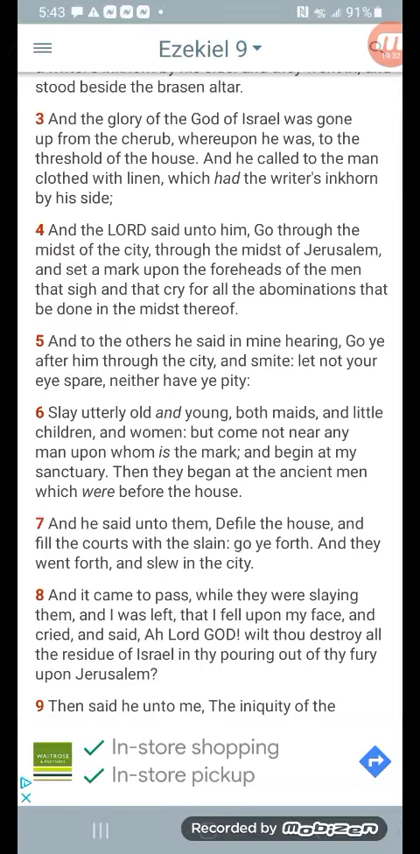 5:43
91%
Ezekiel 9
19:32
stood beside the brasen altar.
3 And the glory of the God of Israel was gone
up from the cherub, whereupon he was, to the
threshold of the house. And he called to the man
clothed with linen, which had the writer's inkhorn
by his side;
4 And the LORD said unto him, Go through the
midst of the city, through the midst of Jerusalem,
and set a mark upon the foreheads of the men
that sigh and that cry for all the abominations that
be done in the midst thereof.
5 And to the others he said in mine hearing, Go ye
after him through the city, and smite: let not your
eye spare, neither have ye pity:
6 Slay utterly old and young, both maids, and little
children, and women: but come not near any
man upon whom is the mark; and begin at my
sanctuary. Then they began at the ancient men
which were before the house.
7 And he said unto them, Defile the house, and
fill the courts with the slain: go ye forth. And they
went forth, and slew in the city.
8 And it came to pass, while they were slaying
them, and I was left, that I fell upon my face, and
cried, and said, Ah Lord GOD! wilt thou destroy all
the residue of Israel in thy pouring out of thy fury
upon Jerusalem?
9 Then said he unto me, The iniquity of the
WAITROSE
In-store shopping
In-store pickup
Recorded by mobizen